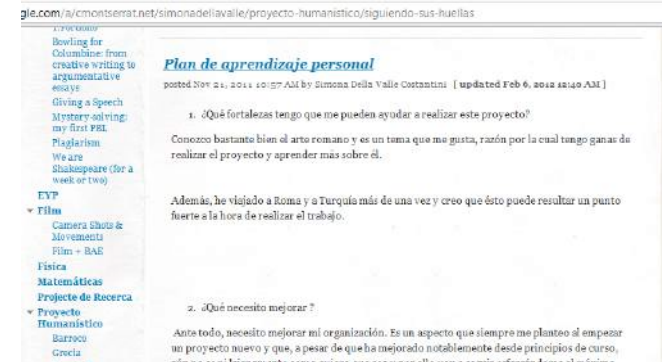 gle.com/a/cmontserrat.net/simonadellavalle/proyecto-humanistico/siguiendo-sus-huellas
Bowling for
Columbine: from
creative writing to
argumentative
essays
Giving a Speech
Mystery-solving:
my first PBL
Plagiarism
We are
Shakespeare (for a
week or two)
EYP
Film
Camera Shots &
Movements
Film + BAE
Física
Matemáticas
Projecte de Recerca
Proyecto
Humanístico
Barroco
Grecia
Plan de aprendizaje personal
posted Nov 21, 2011 10:57 AM by Simona Della Valle Costantini [ updated Feb 6, 2012 12:40 AM ]
1. ¿Qué fortalezas tengo que me pueden ayudar a realizar este proyecto?
Conozco bastante bien el arte romano y es un tema que me gusta, razón por la cual tengo ganas de
realizar el proyecto y aprender más sobre él.
Además, he viajado a Roma y a Turquía más de una vez y creo que ésto puede resultar un punto
fuerte a la hora de realizar el trabajo.
2. ¿Qué necesito mejorar ?
Ante todo, necesito mejorar mi organización. Es un aspecto que siempre me planteo al empezar
un proyecto nuevo y que, a pesar de que ha mejorado notablemente desde principios de curso,